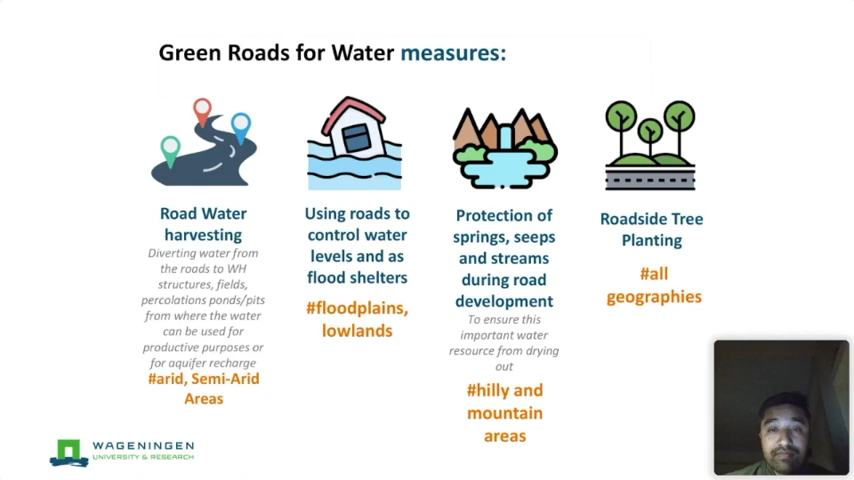 Green Roads for Water measures:
Road Water
harvesting
Diverting water from
the roads to WH
structures, fields,
percolations ponds/pits
from where the water
can be used for
productive purposes or
for aquifer recharge
#arid, Semi-Arid
Areas
Using roads to
control water
levels and as
flood shelters
#floodplains,
lowlands
Protection of
springs, seeps
and streams
during road
development
To ensure this
important water
resource from drying
out
#hilly and
mountain
areas
Roadside Tree
Planting
#all
geographies
WAGENINGEN
UNIVERSITY & RESEARCH